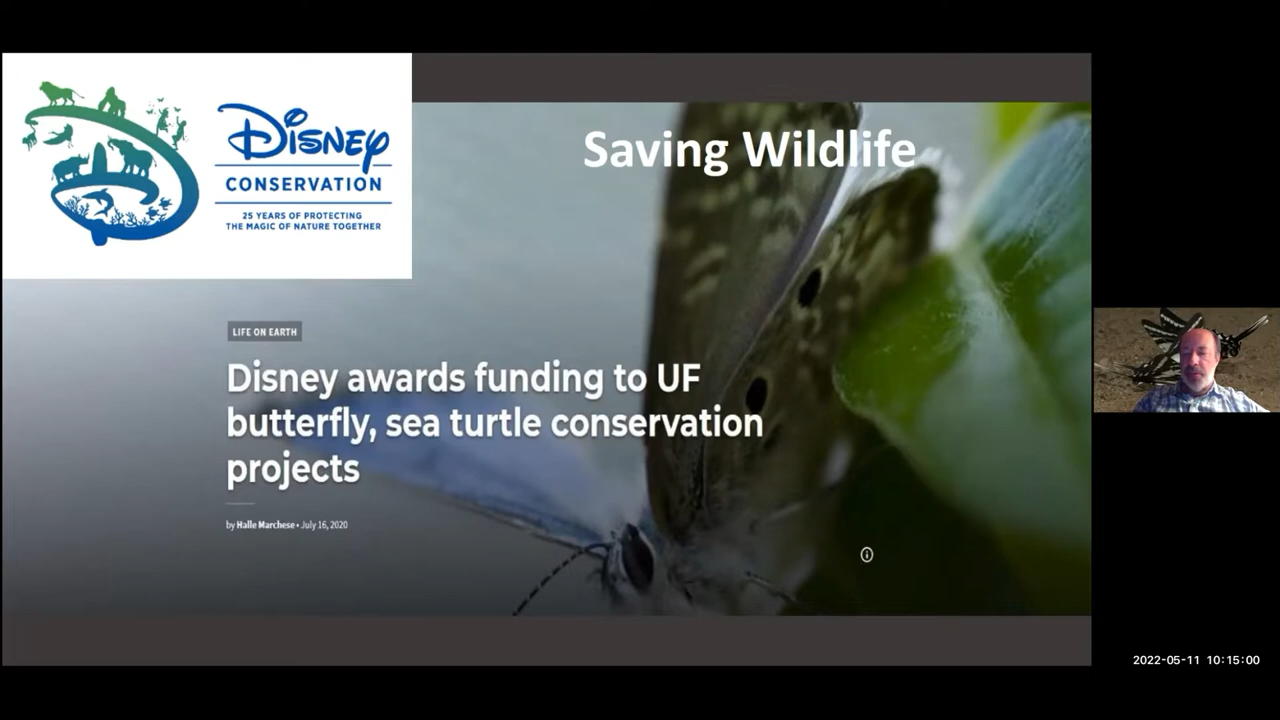 DISNEY
CONSERVATION
25 YEARS OF PROTECTING
THE MAGIC OF NATURE TOGETHER
Saving Wildlife
LIFE ON EARTH
Disney awards funding to UF
butterfly, sea turtle conservation
projects
by Halle Marchese • July 16, 2020
2022-05-11 10:15:00